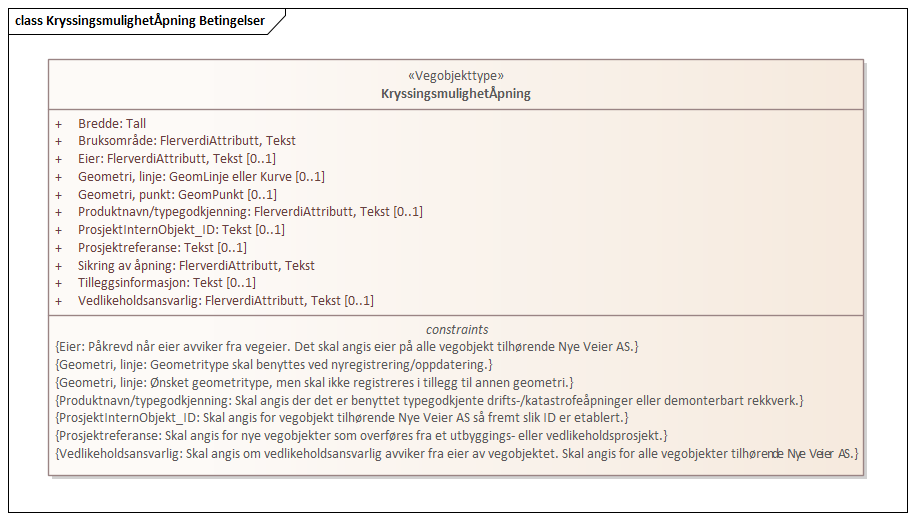 class KryssingsmulighetÅpning Betingelser
«Vegobjekttype»
KryssingsmulighetÅpning
+ Bredde: Tall
+ Bruksområde: FlerverdiAttributt, Tekst
+ Eier: FlerverdiAttributt, Tekst [0..1]
+ Geometri, linje: GeomLinje eller Kurve [0..1]
+ Geometri, punkt: GeomPunkt [0..1]
+ Produktnavn/typegodkjenning: FlerverdiAttributt, Tekst [0..1]
+ ProsjektInternObjekt_ID: Tekst [0..1]
+ Prosjektreferanse: Tekst [0..1]
+ Sikring av åpning: FlerverdiAttributt, Tekst
+ Tilleggsinformasjon: Tekst [0..1]
+ Vedlikeholdsansvarlig: FlerverdiAttributt, Tekst [0..1]
constraints
{Eier: Påkrevd når eier avviker fra vegeier. Det skal angis eier på alle vegobjekt tilhørende Nye Veier AS.}
{Geometri, linje: Geometritype skal benyttes ved nyregistrering/oppdatering.}
{Geometri, linje: Ønsket geometritype, men skal ikke registreres i tillegg til annen geometri.}
{Produktnavn/typegodkjenning: Skal angis der det er benyttet typegodkjente drifts-/katastrofeåpninger eller demonterbart rekkverk.}
{ProsjektInternObjekt_ID: Skal angis for vegobjekt tilhørende Nye Veier AS så fremt slik ID er etablert.}
{Prosjektreferanse: Skal angis for nye vegobjekter som overføres fra et utbyggings- eller vedlikeholdsprosjekt.}
{Vedlikeholdsansvarlig: Skal angis om vedlikeholdsansvarlig avviker fra eier av vegobjektet. Skal angis for alle vegobjekter tilhørende Nye Veier AS.}